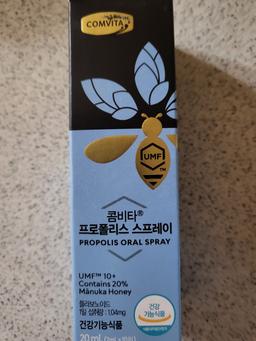 COMVITA
UMF
TM
콤비타®
프로폴리스 스프레이
PROPOLIS ORAL SPRAY
UMF™ 10+
Contains 20%
Mānuka Honey
플라보노이드
1일 섭취량 : 1.04mg
건강기능식품
20 ml
건강
기능식품